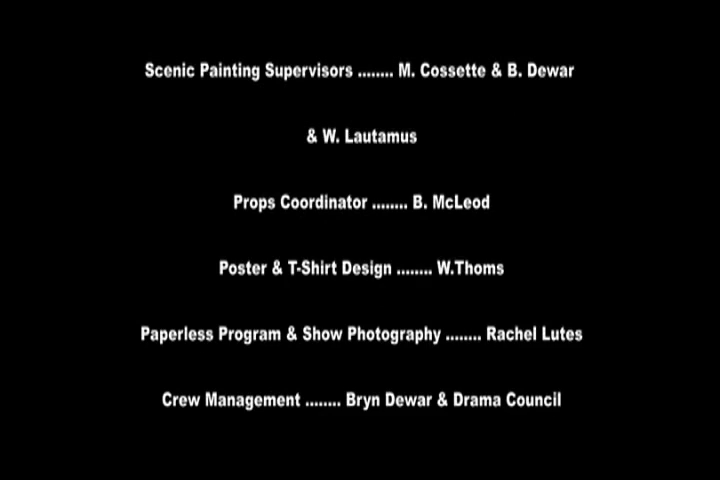 Scenic Painting Supervisors ........ M. Cossette & B. Dewar
& W. Lautamus
Props Coordinator ........ B. McLeod
Poster & T-Shirt Design ........ W.Thoms
Paperless Program & Show Photography ........ Rachel Lutes
Crew Management ........ Bryn Dewar & Drama Council